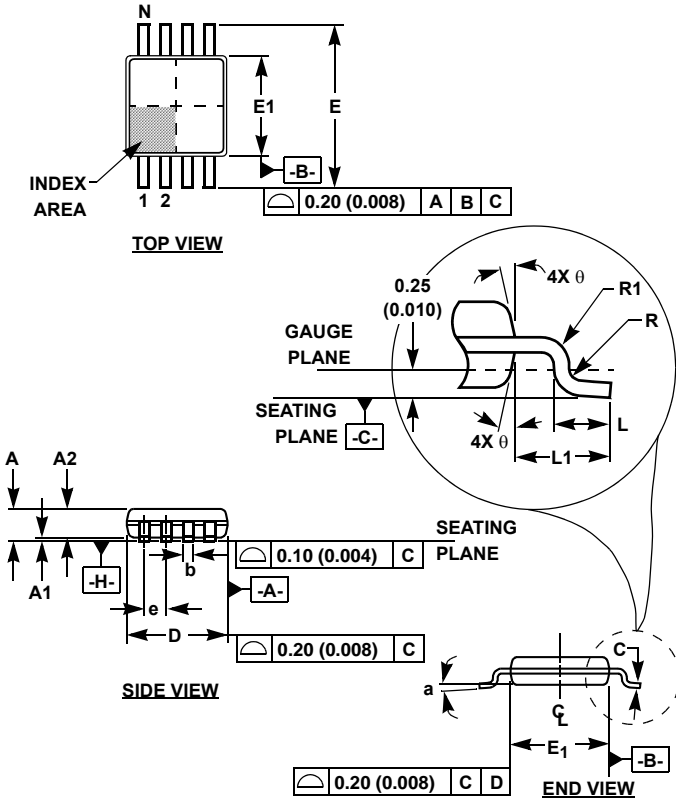 N
E1
E
-B-
INDEX
AREA
1 2
0.20 (0.008) A B C
TOP VIEW
0.25
(0.010)
4X θ
R1
R
GAUGE
PLANE
SEATING
PLANE -C-
4X θ
L
L1
A A2
SEATING
PLANE
0.10 (0.004) C
A1
-H-
b
-A-
e
D
0.20 (0.008) C
SIDE VIEW
C
a
CL
E1
-B-
0.20 (0.008) C D
END VIEW